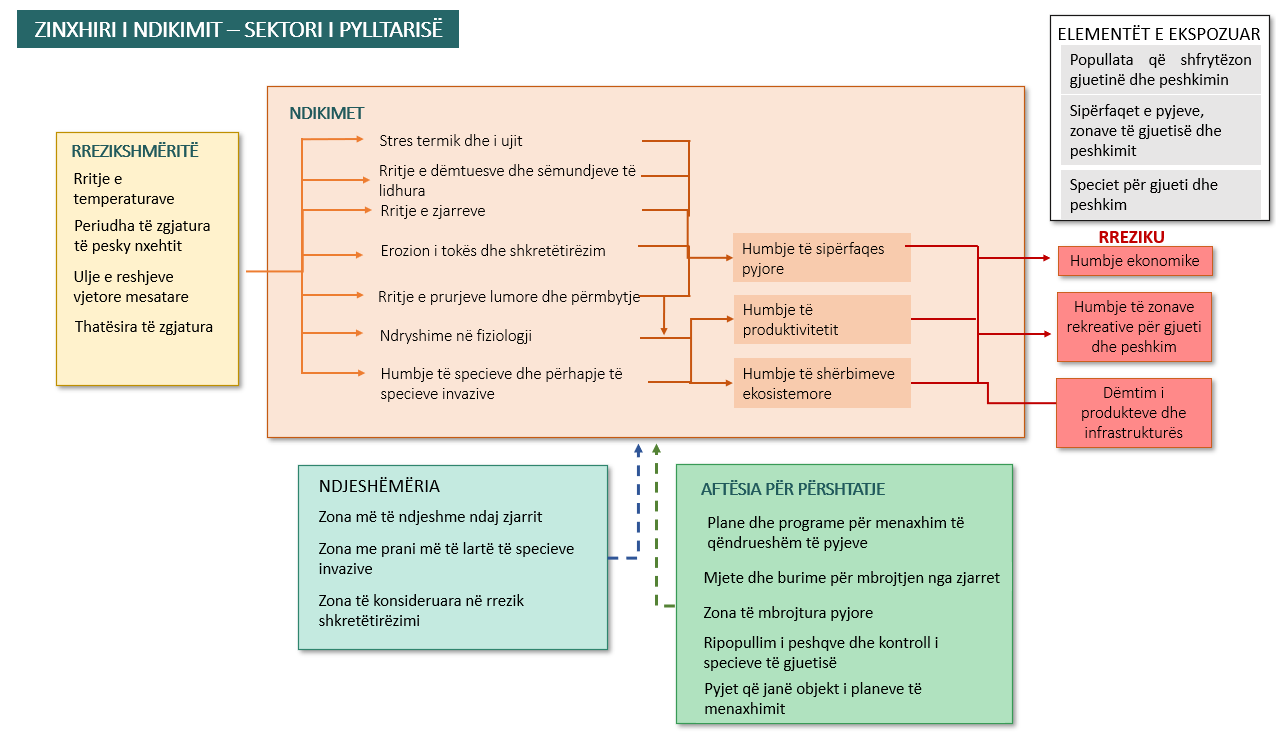 ZINXHIRI I NDIKIMIT – SEKTORI I PYLLTARISË
ELEMENTËT E EKSPOZUAR
Popullata që shfrytëzon
gjuetinë dhe peshkimin
Sipërfaqet e pyjeve,
zonave të gjuetisë dhe
peshkimit
Speciet për gjueti dhe
peshkim
RREZIKSHMËRITË
Rritje e
temperaturave
Periudha të zgjatura
të pesky nxehtit
Ulje e reshjeve
vjetore mesatare
Thatësira të zgjatura
NDIKIMET
Stres termik dhe i ujit
Rritje e dëmtuesve dhe sëmundjeve të
lidhura
Rritje e zjarreve
Erozion i tokës dhe shkretëtirëzim
Rritje e prurjeve lumore dhe përmbytje
Ndryshime në fiziologji
Humbje të specieve dhe përhapje të
specieve invazive
Humbje të sipërfaqes
pyjore
Humbje të
produktivitetit
Humbje të shërbimeve
ekosistemore
RREZIKU
Humbje ekonomike
Humbje të zonave
rekreative për gjueti
dhe peshkim
Dëmtim i
produkteve dhe
infrastrukturës
NDJESHËMËRIA
Zona më të ndjeshme ndaj zjarrit
Zona me prani më të lartë të specieve
invazive
Zona të konsideruara në rrezik
shkretëtirëzimi
AFTËSIA PËR PËRSHTATJE
Plane dhe programe për menaxhim të
qëndrueshëm të pyjeve
Mjete dhe burime për mbrojtjen nga zjarret
Zona të mbrojtura pyjore
Ripopullim i peshqve dhe kontroll i
specieve të gjuetisë
Pyjet që janë objekt i planeve të
menaxhimit